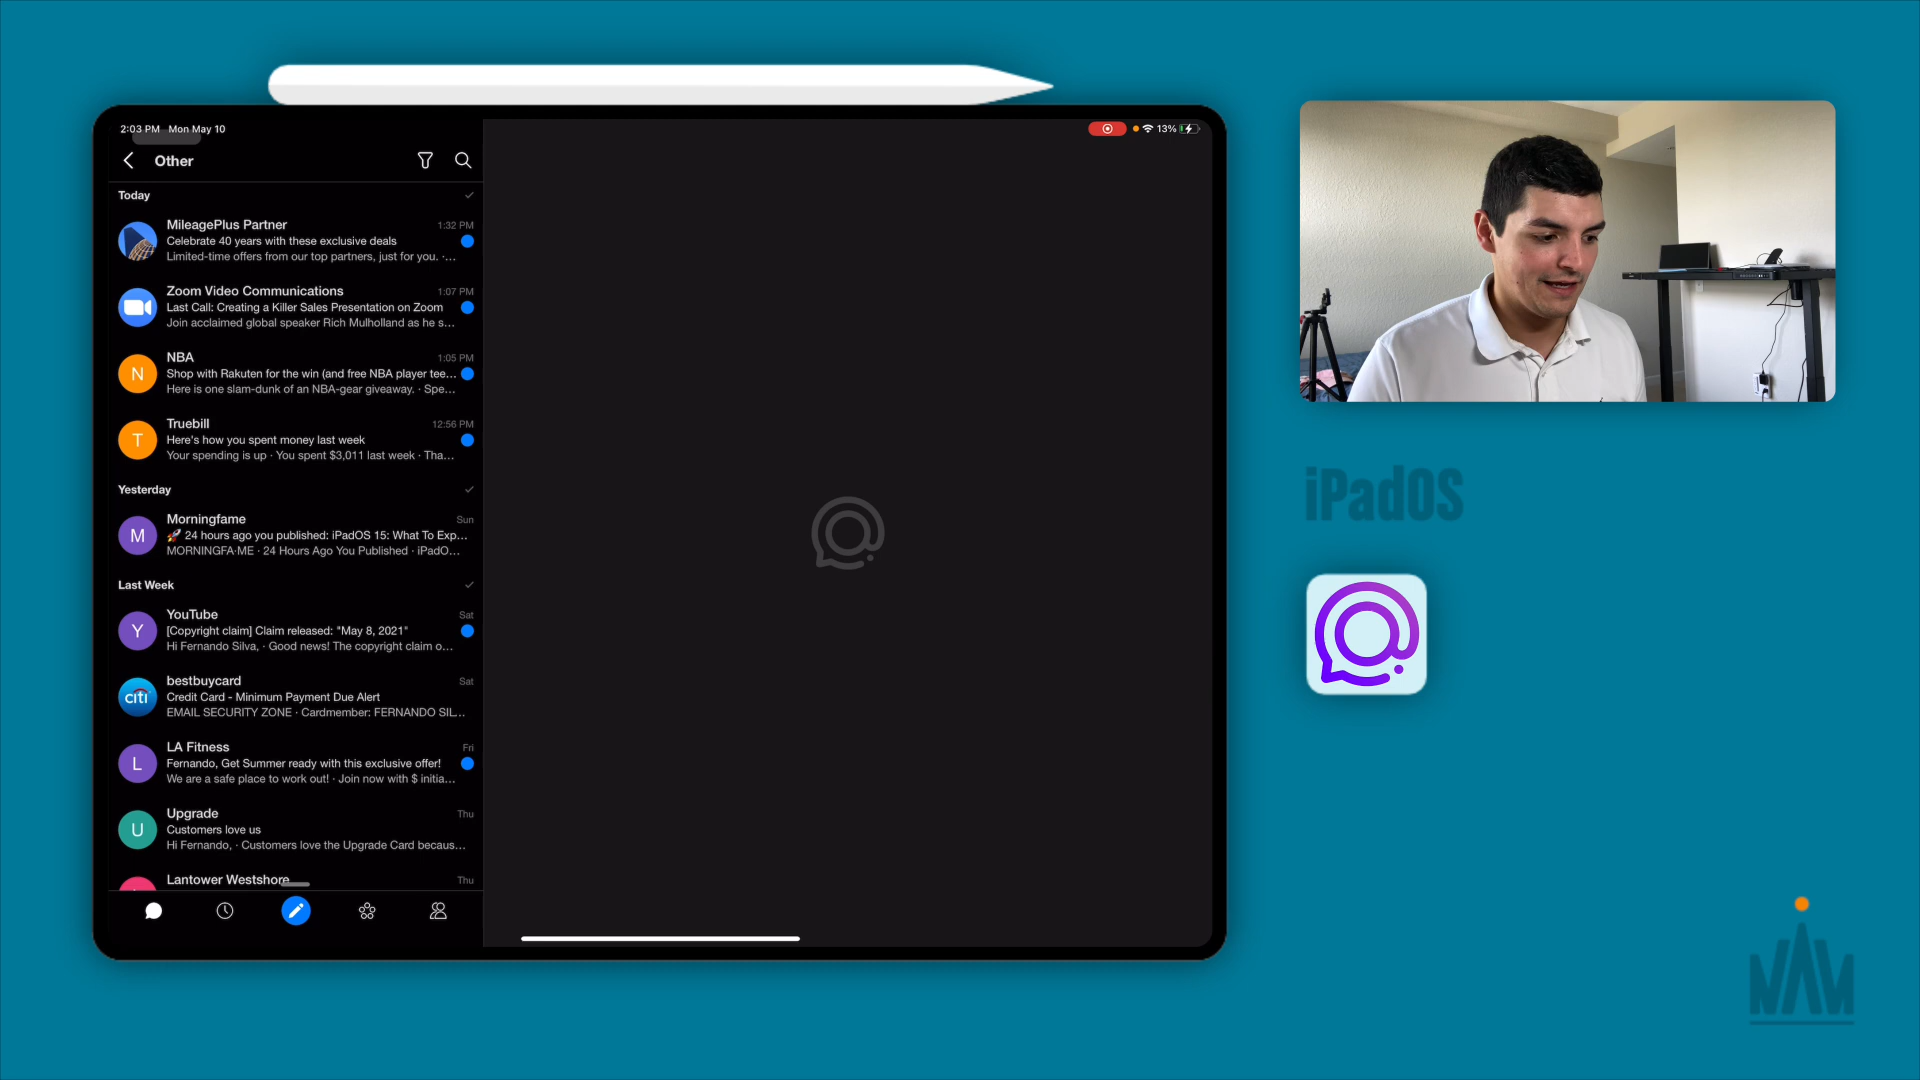 2:03 PM Mon May 10
13%
Other
Today
MileagePlus Partner 1:32 PM
Celebrate 40 years with these exclusive deals
Limited-time offers from our top partners, just for you. ·...
Zoom Video Communications 1:07 PM
Last Call: Creating a Killer Sales Presentation on Zoom
Join acclaimed global speaker Rich Mulholland as he s...
N
NBA 1:05 PM
Shop with Rakuten for the win (and free NBA player tee...
Here is one slam-dunk of an NBA-gear giveaway. · Spe...
T
Truebill 12:56 PM
Here's how you spent money last week
Your spending is up · You spent $3,011 last week · Tha...
Yesterday
M
Morningfame Sun
🚀 24 hours ago you published: iPadOS 15: What To Exp...
MORNINGFA·ME · 24 Hours Ago You Published · iPadO...
Last Week
Y
YouTube Sat
[Copyright claim] Claim released: "May 8, 2021"
Hi Fernando Silva, · Good news! The copyright claim o...
citi
bestbuycard Sat
Credit Card - Minimum Payment Due Alert
EMAIL SECURITY ZONE · Cardmember: FERNANDO SIL...
L
LA Fitness Fri
Fernando, Get Summer ready with this exclusive offer!
We are a safe place to work out! · Join now with $ initia...
U
Upgrade Thu
Customers love us
Hi Fernando, · Customers love the Upgrade Card becaus...
Lantower Westshore Thu
iPadOS